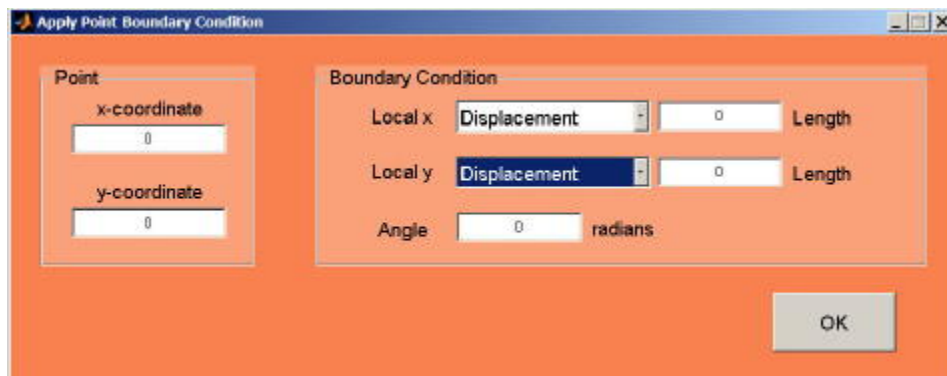 Apply Point Boundary Condition
Point
x-coordinate
0
y-coordinate
0
Boundary Condition
Local x Displacement 0 Length
Local y Displacement 0 Length
Angle 0 radians
OK